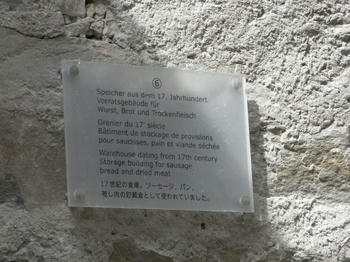 6
Speicher aus dem 17. Jahrhundert
Vorratsgebäude für
Wurst, Brot und Trockenfleisch
Grenier du 17e siècle
Bâtiment de stockage de provisions
pour saucisses, pain et viande séchée
Warehouse dating from 17th century
Storage building for sausage
bread and dried meat
17世紀の倉庫。ソーセージ、パン、
乾し肉の貯蔵倉として使われていました。